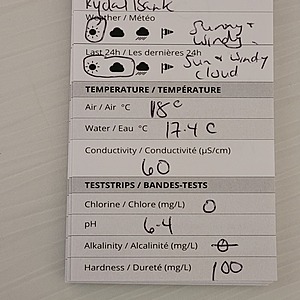 Rydal Bank
Weather / Météo
Sunny +
windy
Last 24h / Les dernières 24h
Sun + windy
cloud
TEMPERATURE / TEMPÉRATURE
Air / Air °C 18 c
Water / Eau °C 17.4 C
Conductivity / Conductivité (µS/cm)
60
TESTSTRIPS / BANDES-TESTS
Chlorine / Chlore (mg/L) 0
pH 6-4
Alkalinity / Alcalinité (mg/L) 0
Hardness / Dureté (mg/L) 100